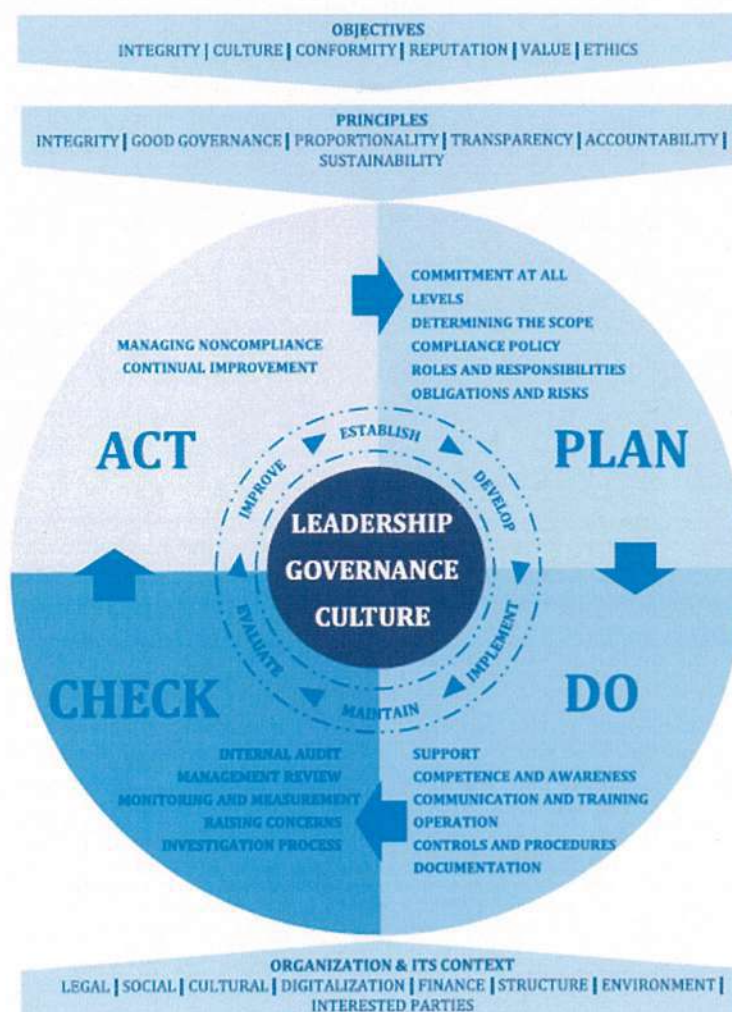 OBJECTIVES
INTEGRITY | CULTURE | CONFORMITY | REPUTATION | VALUE | ETHICS
PRINCIPLES
INTEGRITY | GOOD GOVERNANCE | PROPORTIONALITY | TRANSPARENCY | ACCOUNTABILITY |
SUSTAINABILITY
COMMITMENT AT ALL
LEVELS
DETERMINING THE SCOPE
COMPLIANCE POLICY
ROLES AND RESPONSIBILITIES
OBLIGATIONS AND RISKS
MANAGING NONCOMPLIANCE
CONTINUAL IMPROVEMENT
ACT
PLAN
ESTABLISH
DEVELOP
IMPLEMENT
MAINTAIN
EVALUATE
IMPROVE
LEADERSHIP
GOVERNANCE
CULTURE
CHECK
DO
INTERNAL AUDIT
MANAGEMENT REVIEW
MONITORING AND MEASUREMENT
RAISING CONCERNS
INVESTIGATION PROCESS
SUPPORT
COMPETENCE AND AWARENESS
COMMUNICATION AND TRAINING
OPERATION
CONTROLS AND PROCEDURES
DOCUMENTATION
ORGANIZATION & ITS CONTEXT
LEGAL | SOCIAL | CULTURAL | DIGITALIZATION | FINANCE | STRUCTURE | ENVIRONMENT |
INTERESTED PARTIES